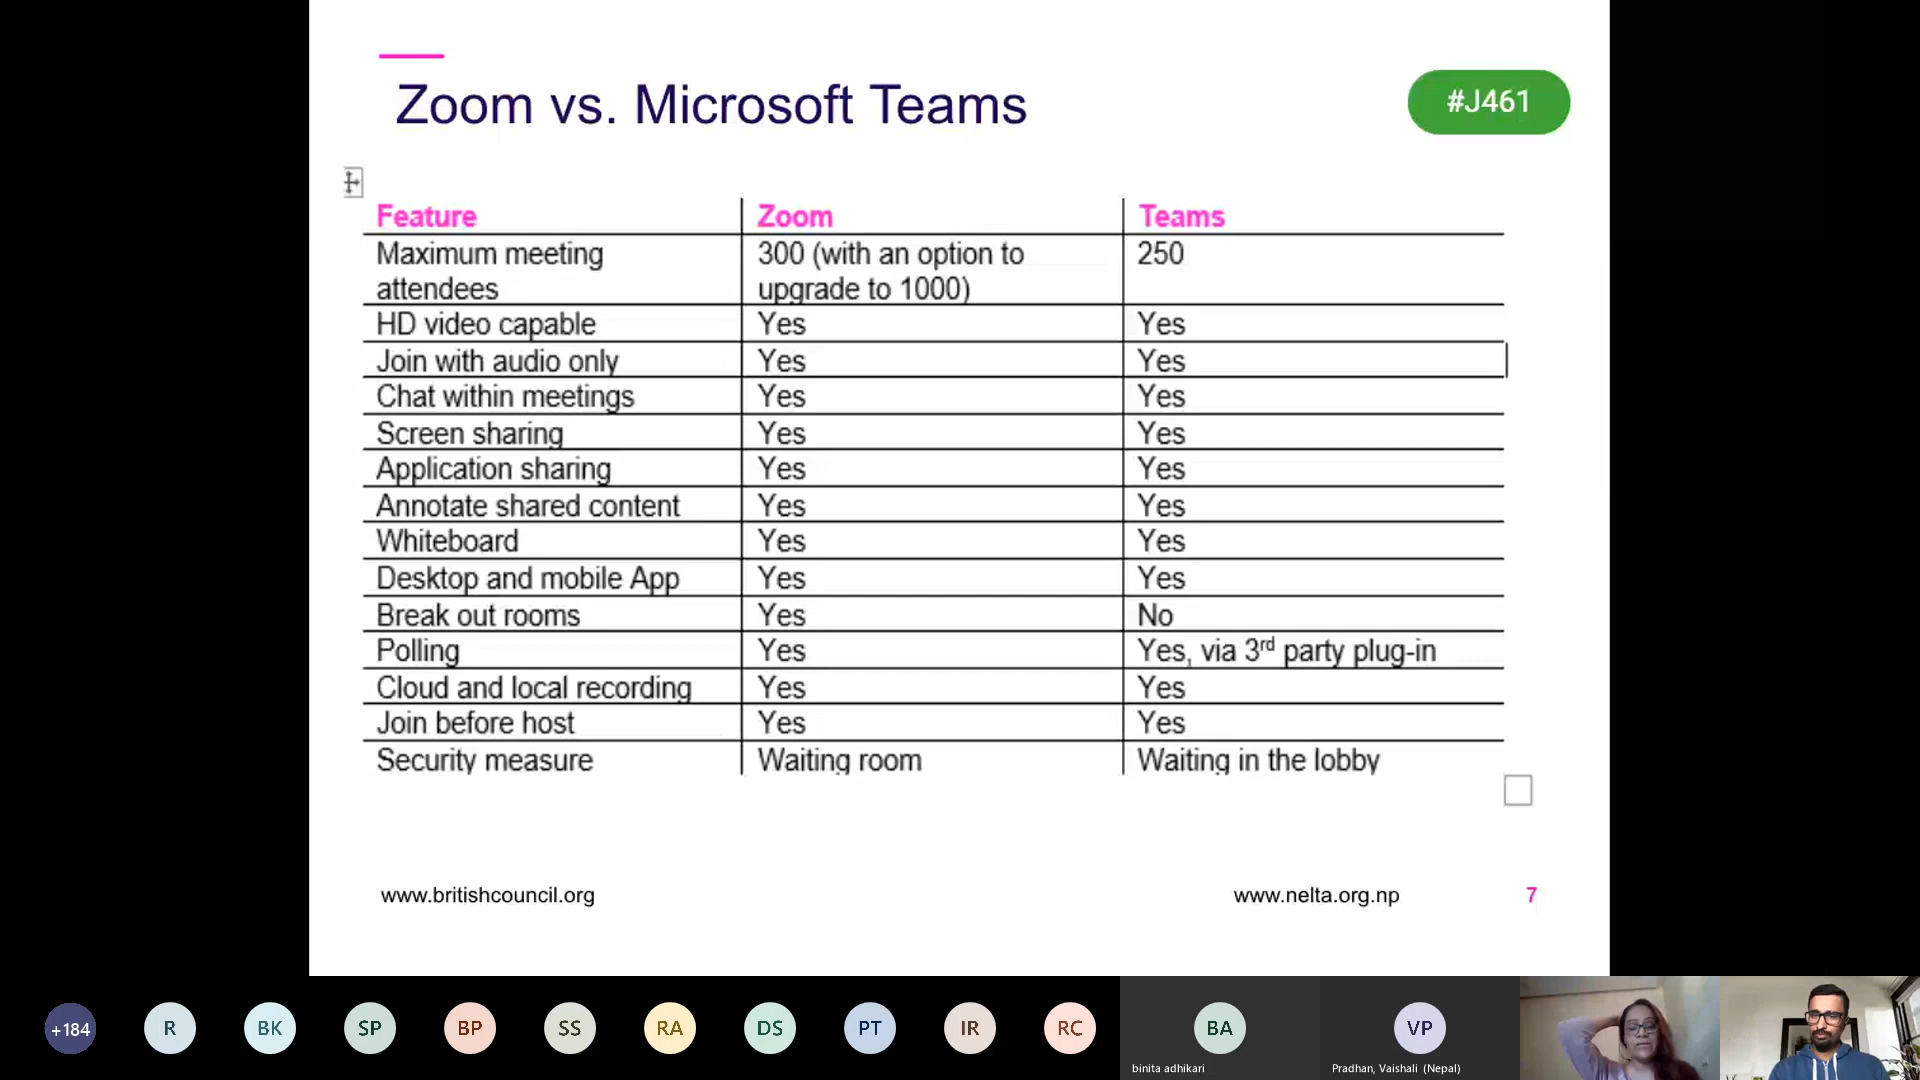 Zoom vs. Microsoft Teams
#J461
Feature Zoom Teams
Maximum meeting attendees 300 (with an option to upgrade to 1000) 250
HD video capable Yes Yes
Join with audio only Yes Yes
Chat within meetings Yes Yes
Screen sharing Yes Yes
Application sharing Yes Yes
Annotate shared content Yes Yes
Whiteboard Yes Yes
Desktop and mobile App Yes Yes
Break out rooms Yes No
Polling Yes Yes, via 3rd party plug-in
Cloud and local recording Yes Yes
Join before host Yes Yes
Security measure Waiting room Waiting in the lobby
www.britishcouncil.org www.nelta.org.np 7
+184 R BK SP BP SS RA DS PT IR RC BA VP
binita adhikari Pradhan, Vaishali (Nepal)